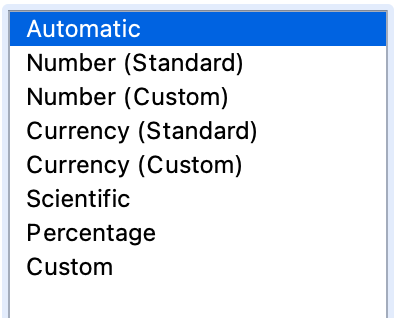 Automatic
Number (Standard)
Number (Custom)
Currency (Standard)
Currency (Custom)
Scientific
Percentage
Custom